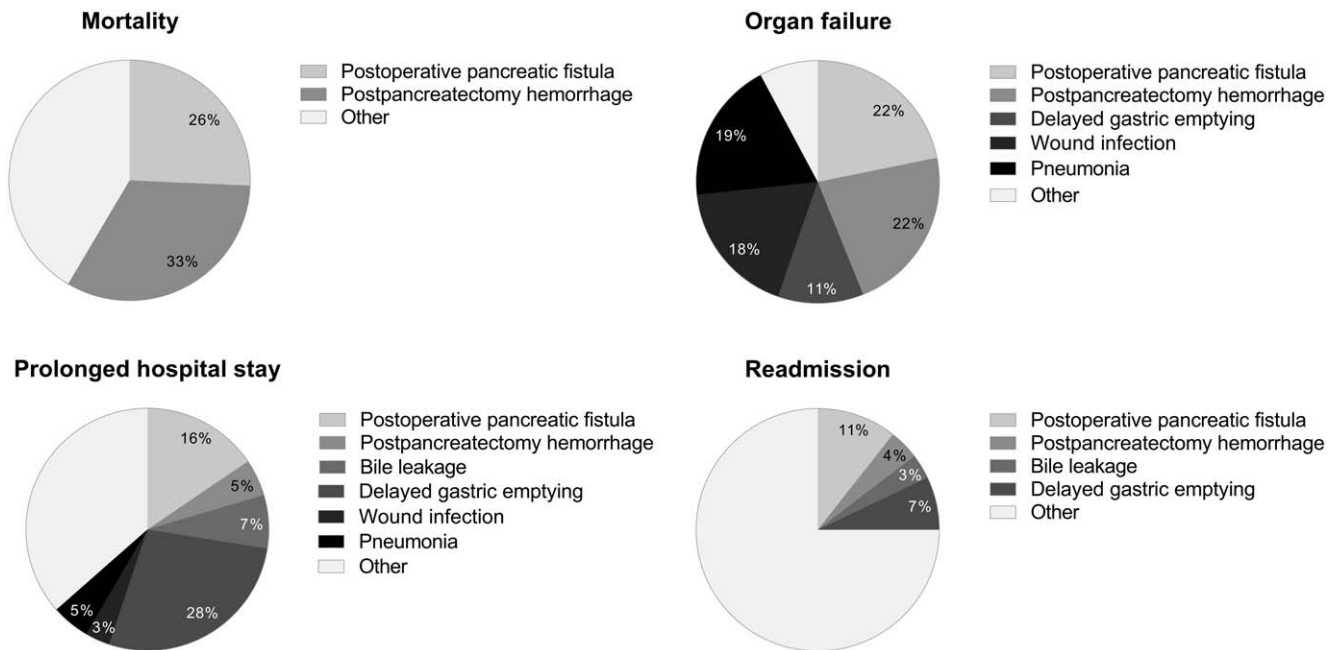 Mortality
26%
33%
Postoperative pancreatic fistula
Postpancreatectomy hemorrhage
Other
Organ failure
22%
22%
11%
18%
19%
Postoperative pancreatic fistula
Postpancreatectomy hemorrhage
Delayed gastric emptying
Wound infection
Pneumonia
Other
Prolonged hospital stay
16%
5%
7%
28%
3%
5%
Postoperative pancreatic fistula
Postpancreatectomy hemorrhage
Bile leakage
Delayed gastric emptying
Wound infection
Pneumonia
Other
Readmission
11%
4%
3%
7%
Postoperative pancreatic fistula
Postpancreatectomy hemorrhage
Bile leakage
Delayed gastric emptying
Other